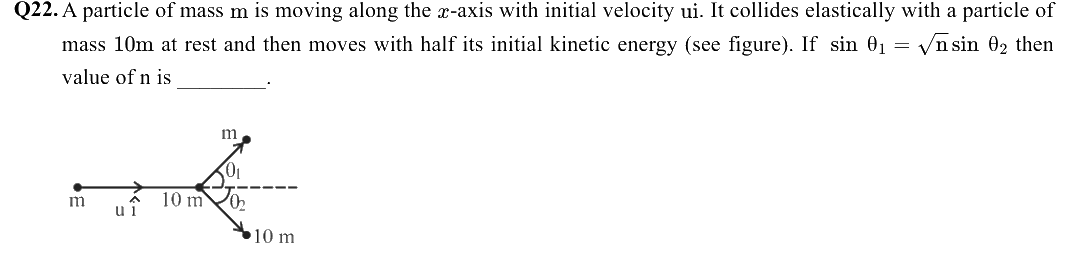 Q22. A particle of mass m is moving along the x-axis with initial velocity ui. It collides elastically with a particle of
mass 10m at rest and then moves with half its initial kinetic energy (see figure). If sin θ₁ = √n sin θ₂ then
value of n is ________.
m
θ₁
m
u î
10 m
θ₂
10 m